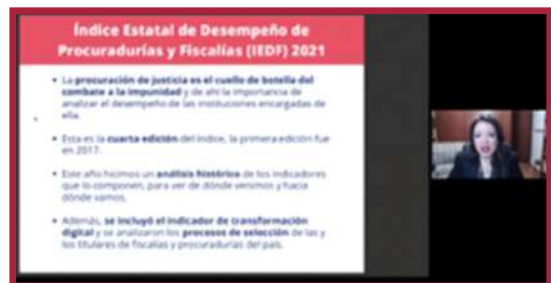 Índice Estatal de Desempeño de
Procuradurías y Fiscalías (IEDF) 2021
• La procuración de justicia es el cuello de botella del
combate a la impunidad y de ahí la importancia de
analizar el desempeño de las instituciones encargadas de
ella.
• Esta es la cuarta edición del índice, la primera edición fue
en 2017.
• Este año hicimos un análisis histórico de los indicadores
que lo componen, para ver de dónde venimos y hacia
dónde vamos.
• Además, se incluyó el indicador de transformación
digital y se analizaron los procesos de selección de las y
los titulares de fiscalías y procuradurías del país.